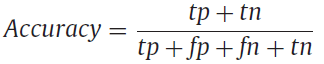 Accuracy = (tp + tn) / (tp + fp + fn + tn)